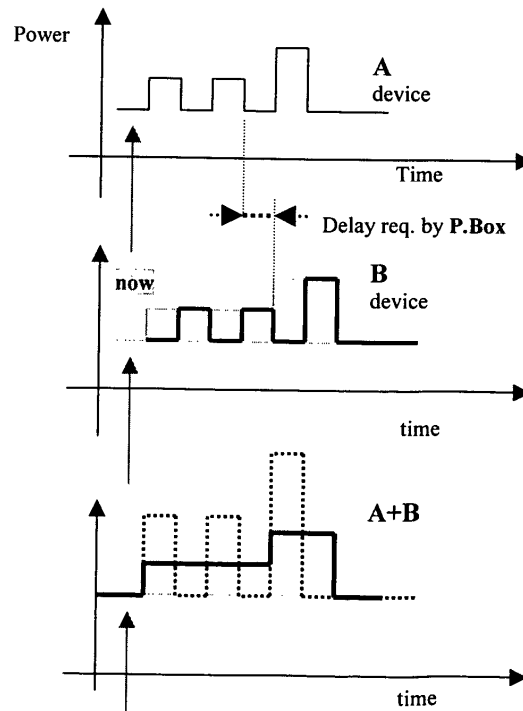 Power
A
device
Time
Delay req. by P.Box
now
B
device
time
A+B
time